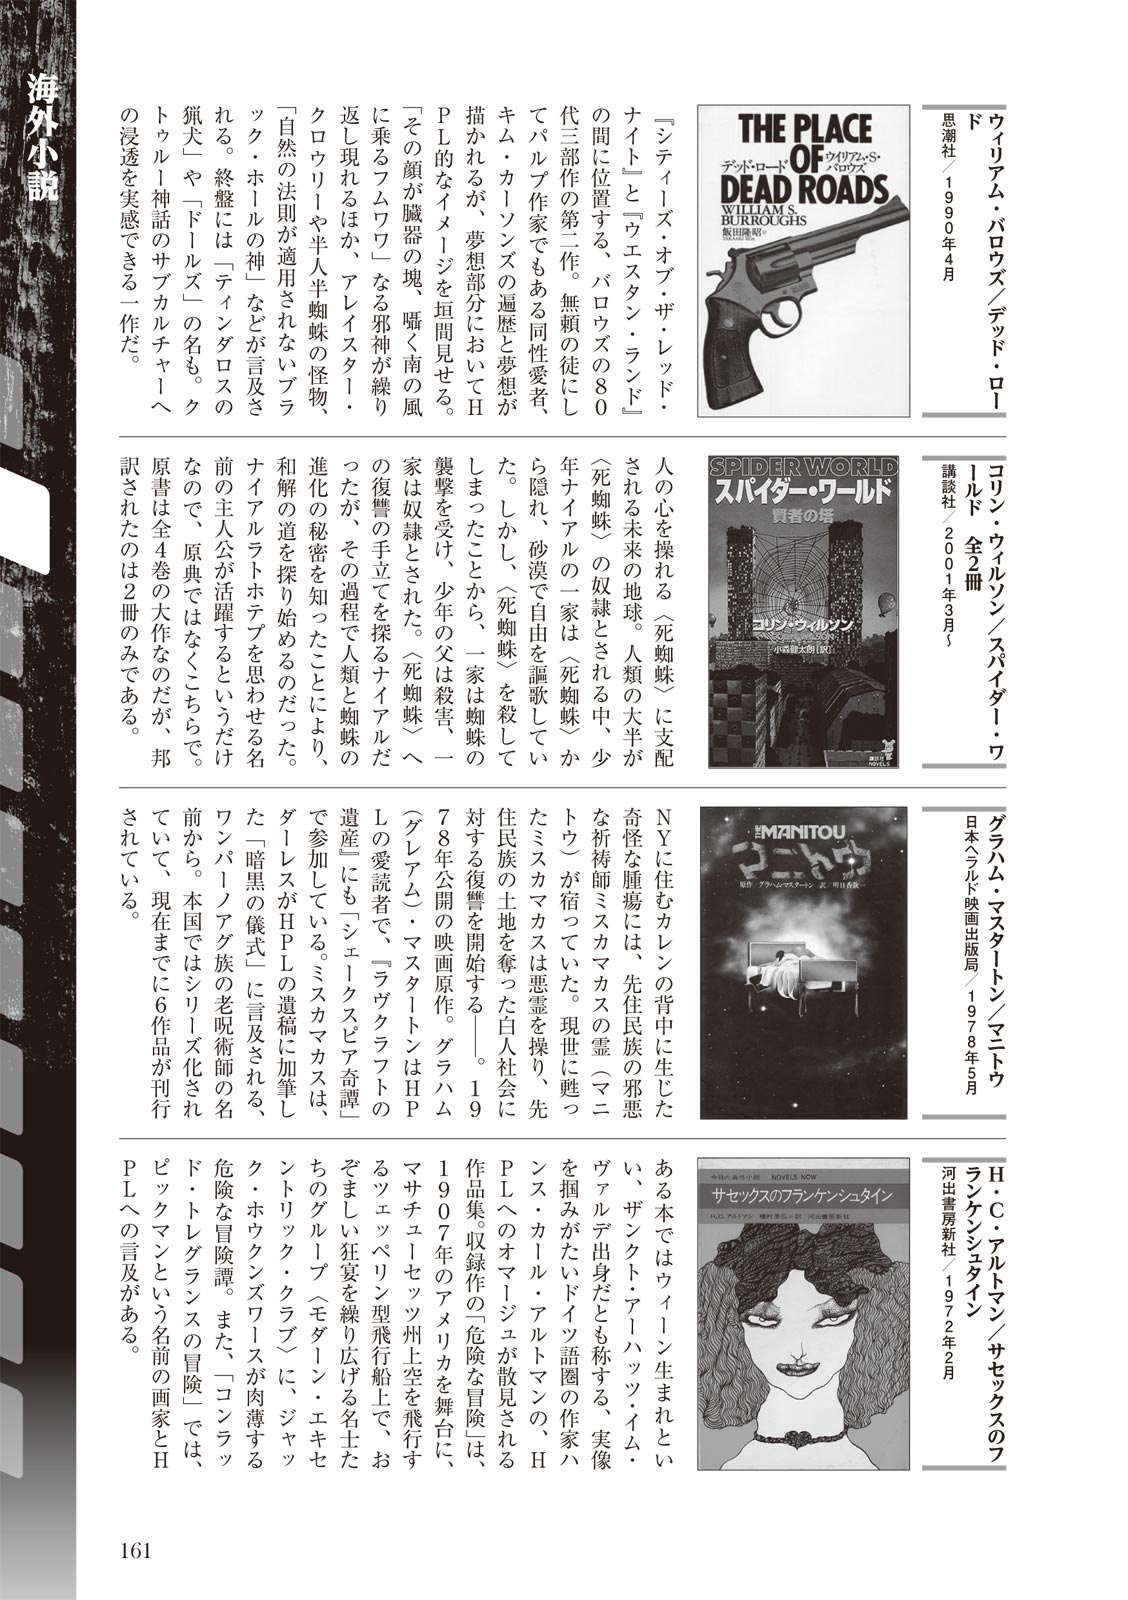 海外小説
ウィリアム・バロウズ／デッド・ロー
ド
思潮社／1990年4月
THE PLACE
OF
DEAD ROADS
ウイリアム・S・
バロウズ
デッド・ロード
WILLIAM S.
BURROUGHS
飯田隆昭
『シティーズ・オブ・ザ・レッド・
ナイト』と『ウエスタン・ランド』
の間に位置する、バロウズの８０
代三部作の第二作。無頼の徒にし
てパルプ作家でもある同性愛者、
キム・カーソンズの遍歴と夢想が
描かれるが、夢想部分においてH
PL的なイメージを垣間見せる。
「その顔が臓器の塊、囁く南の風
に乗るフムワワ」なる邪神が繰り
返し現れるほか、アレイスター・
クロウリーや半人半蜘蛛の怪物、
「自然の法則が適用されないブラ
ック・ホールの神」などが言及さ
れる。終盤には「ティンダロスの
猟犬」や「ドールズ」の名も。ク
トゥルー神話のサブカルチャーへ
の浸透を実感できる一作だ。
コリン・ウィルソン／スパイダー・ワ
ールド　全2冊
講談社／2001年3月〜
SPIDER WORLD
スパイダー・ワールド
賢者の塔
コリン・ウィルソン
小森健太朗[訳]
講談社
NOVELS
人の心を操れる〈死蜘蛛〉に支配
される未来の地球。人類の大半が
〈死蜘蛛〉の奴隷とされる中、少
年ナイアルの一家は〈死蜘蛛〉か
ら隠れ、砂漠で自由を謳歌してい
た。しかし、〈死蜘蛛〉を殺して
しまったことから、一家は蜘蛛の
襲撃を受け、少年の父は殺害、一
家は奴隷とされた。〈死蜘蛛〉へ
の復讐の手立てを探るナイアルだ
ったが、その過程で人類と蜘蛛の
進化の秘密を知ったことにより、
和解の道を探り始めるのだった。
ナイアルラトホテプを思わせる名
前の主人公が活躍するというだけ
なので、原典ではなくこちらで。
原書は全４巻の大作なのだが、邦
訳されたのは２冊のみである。
グラハム・マスタートン／マニトウ
日本ヘラルド映画出版局／1978年5月
THE MANITOU
マニトウ
原作／グラハム・マスタートン　訳／明日香欽一
NYに住むカレンの背中に生じた
奇怪な腫瘍には、先住民族の邪悪
な祈祷師ミスカマカスの霊（マニ
トウ）が宿っていた。現世に甦っ
たミスカマカスは悪霊を操り、先
住民族の土地を奪った白人社会に
対する復讐を開始する——。１９
７８年公開の映画原作。グラハム
（グレアム）・マスタートンはHP
Lの愛読者で、『ラヴクラフトの
遺産』にも「シェークスピア奇譚」
で参加している。ミスカマカスは、
ダーレスがHPLの遺稿に加筆し
た「暗黒の儀式」に言及される、
ワンパーノアグ族の老呪術師の名
前から。本国ではシリーズ化され
ていて、現在までに６作品が刊行
されている。
H・C・アルトマン／サセックスのフ
ランケンシュタイン
河出書房新社／1972年2月
今日の海外小説　NOVELS NOW
サセックスのフランケンシュタイン
H.C.アルトマン　種村季弘＝訳　河出書房新社
ある本ではウィーン生まれとい
い、ザンクト・アーハッツ・イム・
ヴァルデ出身だとも称する、実像
を掴みがたいドイツ語圏の作家ハ
ンス・カール・アルトマンの、H
PLへのオマージュが散見される
作品集。収録作の「危険な冒険」は、
１９０７年のアメリカを舞台に、
マサチューセッツ州上空を飛行す
るツェッペリン型飛行船上で、お
ぞましい狂宴を繰り広げる名士た
ちのグループ〈モダーン・エキセ
ントリック・クラブ〉に、ジャッ
ク・ホウクンズワースが肉薄する
危険な冒険譚。また、「コンラッ
ド・トレグランスの冒険」では、
ピックマンという名前の画家とH
PLへの言及がある。
161